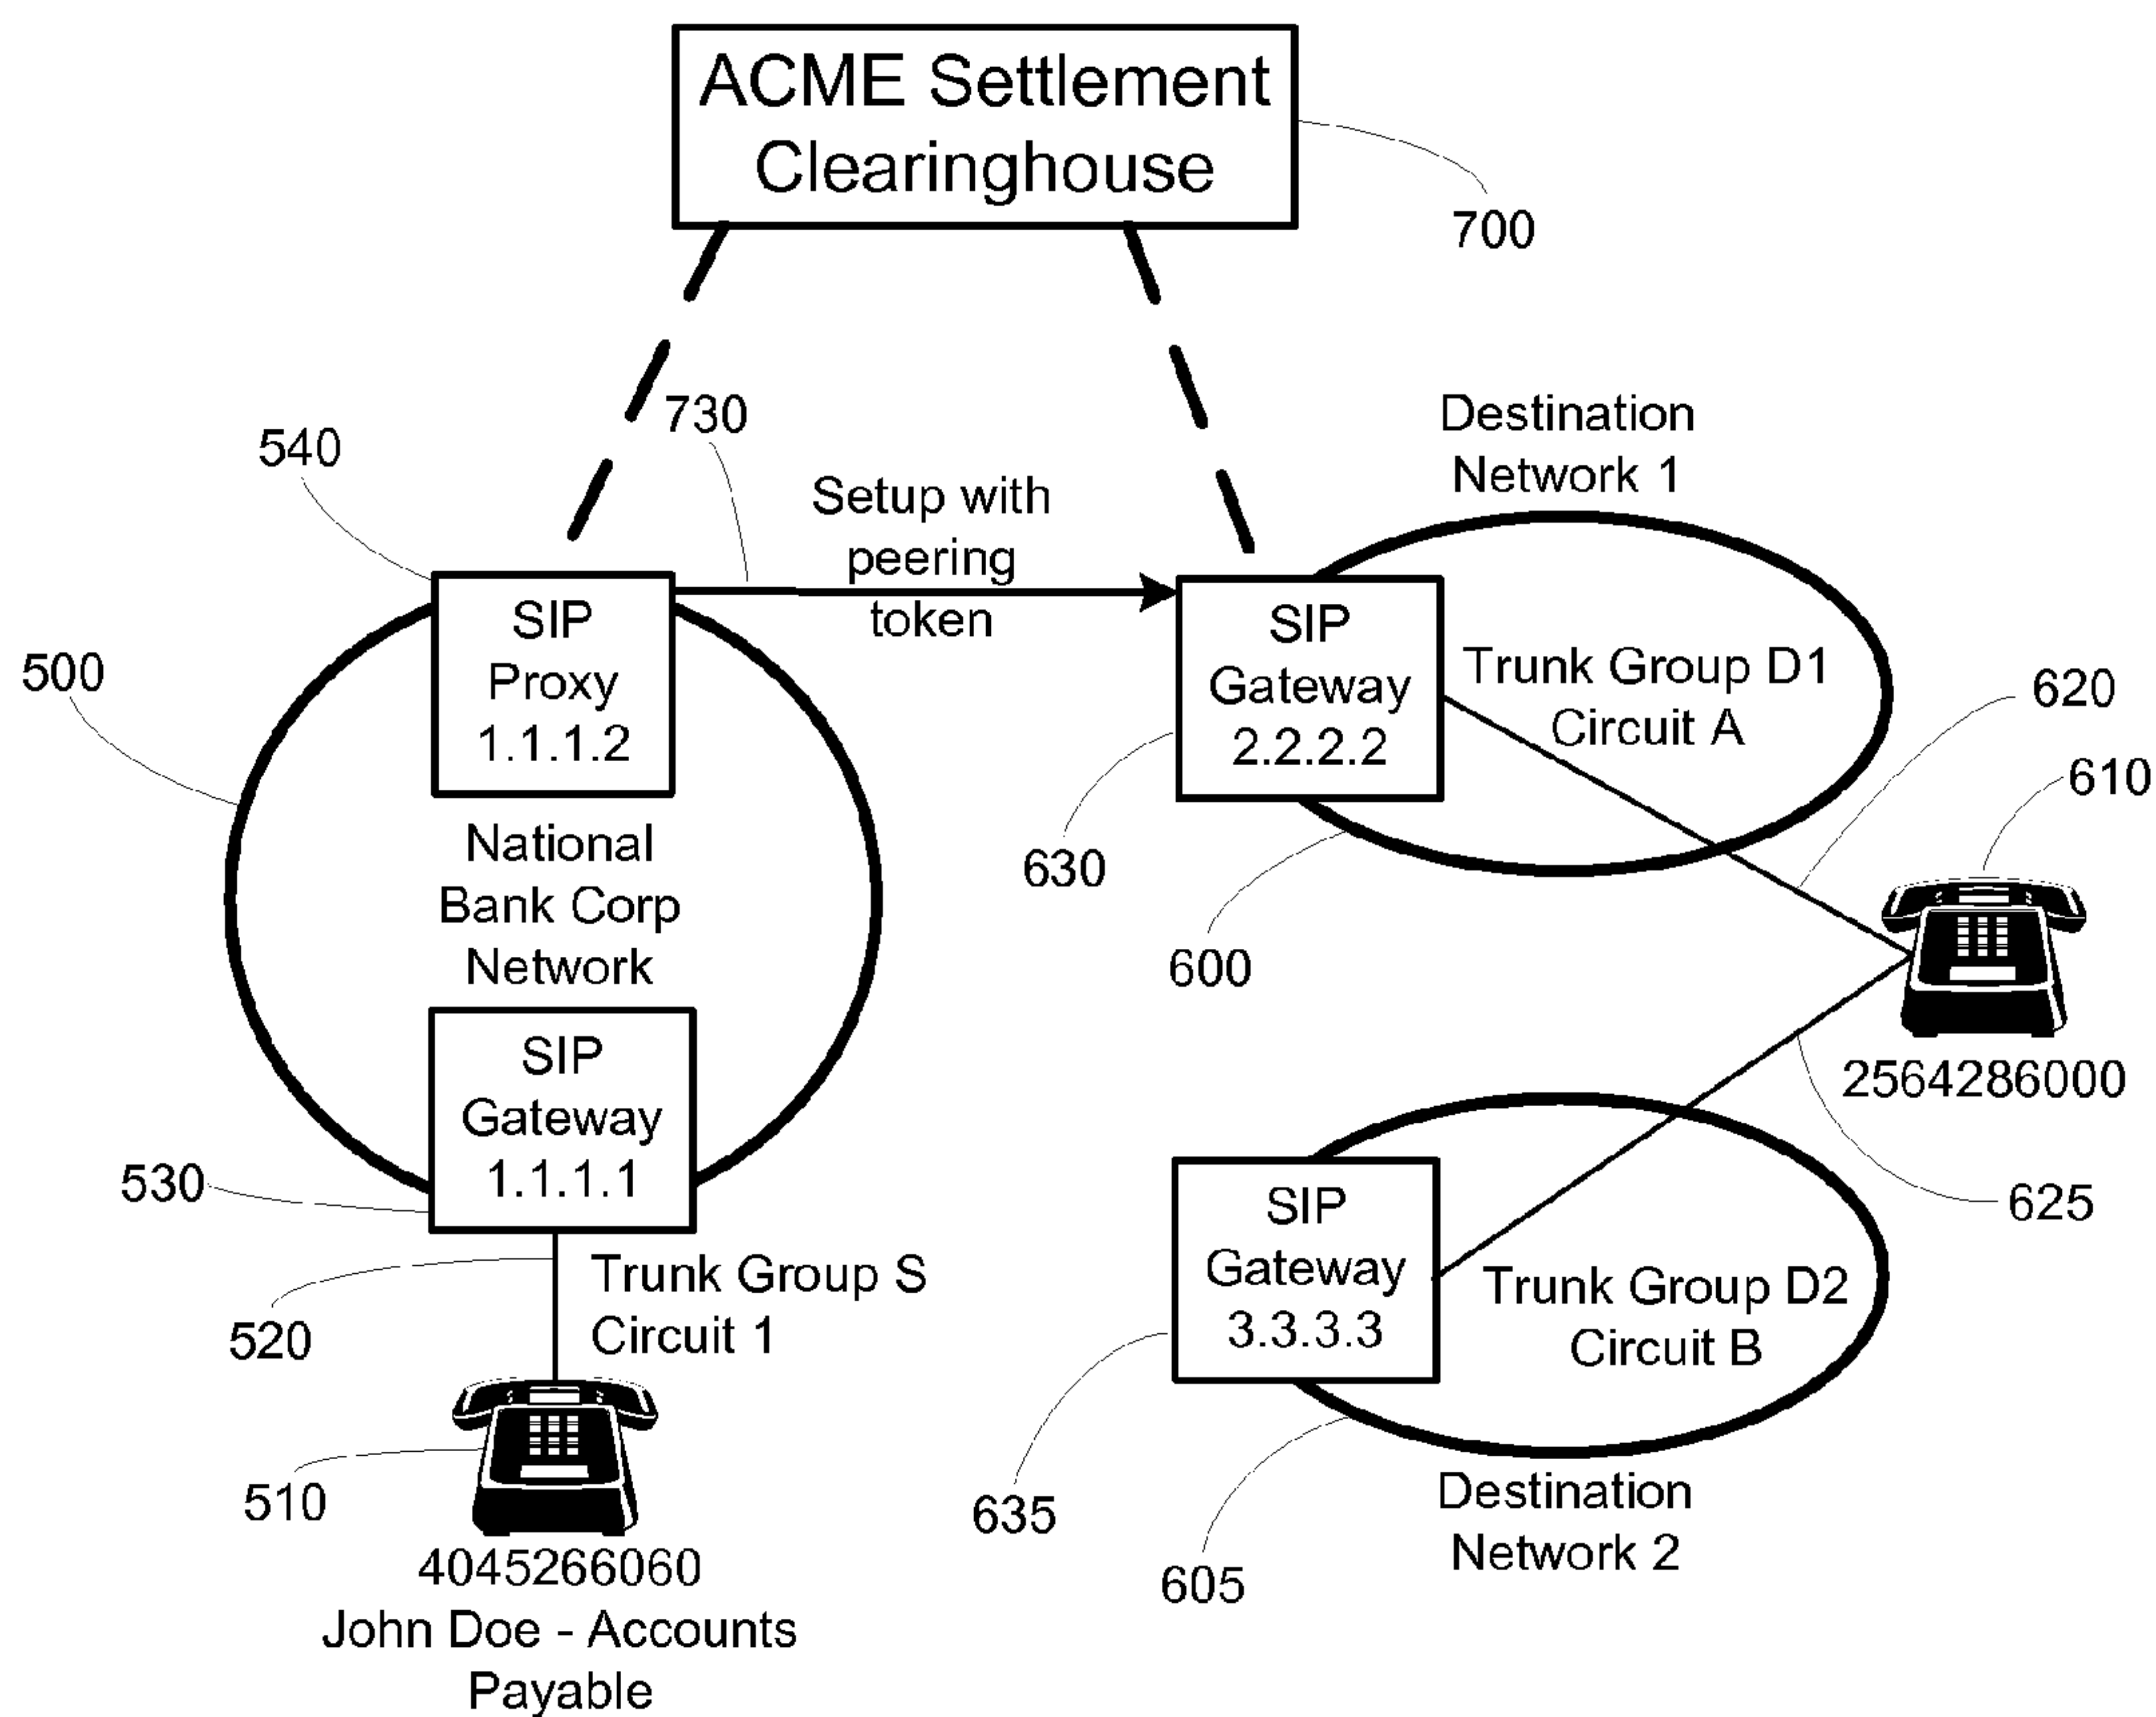 ACME Settlement
Clearinghouse
700
730
540
Setup with
peering
token
Destination
Network 1
500
SIP
Proxy
1.1.1.2
SIP
Gateway
2.2.2.2
Trunk Group D1
Circuit A
620
610
630
600
National
Bank Corp
Network
SIP
Gateway
1.1.1.1
530
2564286000
625
SIP
Gateway
3.3.3.3
Trunk Group D2
Circuit B
520
Trunk Group S
Circuit 1
510
635
605
Destination
Network 2
4045266060
John Doe - Accounts
Payable